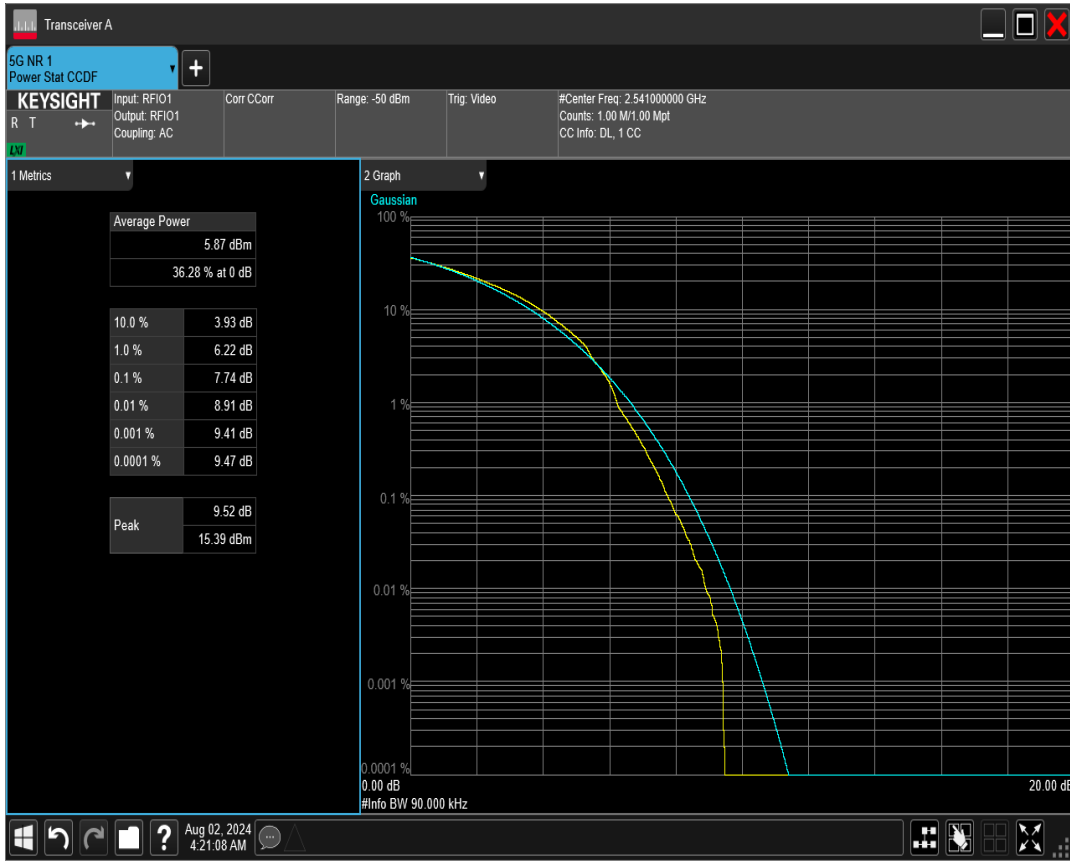 Transceiver A
5G NR 1
Power Stat CCDF
KEYSIGHT
R T
LXI
Input: RFIO1
Output: RFIO1
Coupling: AC
Corr CCorr
Range: -50 dBm
Trig: Video
#Center Freq: 2.541000000 GHz
Counts: 1.00 M/1.00 Mpt
CC Info: DL, 1 CC
1 Metrics
Average Power
5.87 dBm
36.28 % at 0 dB
10.0 % 3.93 dB
1.0 % 6.22 dB
0.1 % 7.74 dB
0.01 % 8.91 dB
0.001 % 9.41 dB
0.0001 % 9.47 dB
Peak
9.52 dB
15.39 dBm
2 Graph
Gaussian
100 %
10 %
1 %
0.1 %
0.01 %
0.001 %
0.0001 %
0.00 dB
20.00 dB
#Info BW 90.000 kHz
Aug 02, 2024
4:21:08 AM